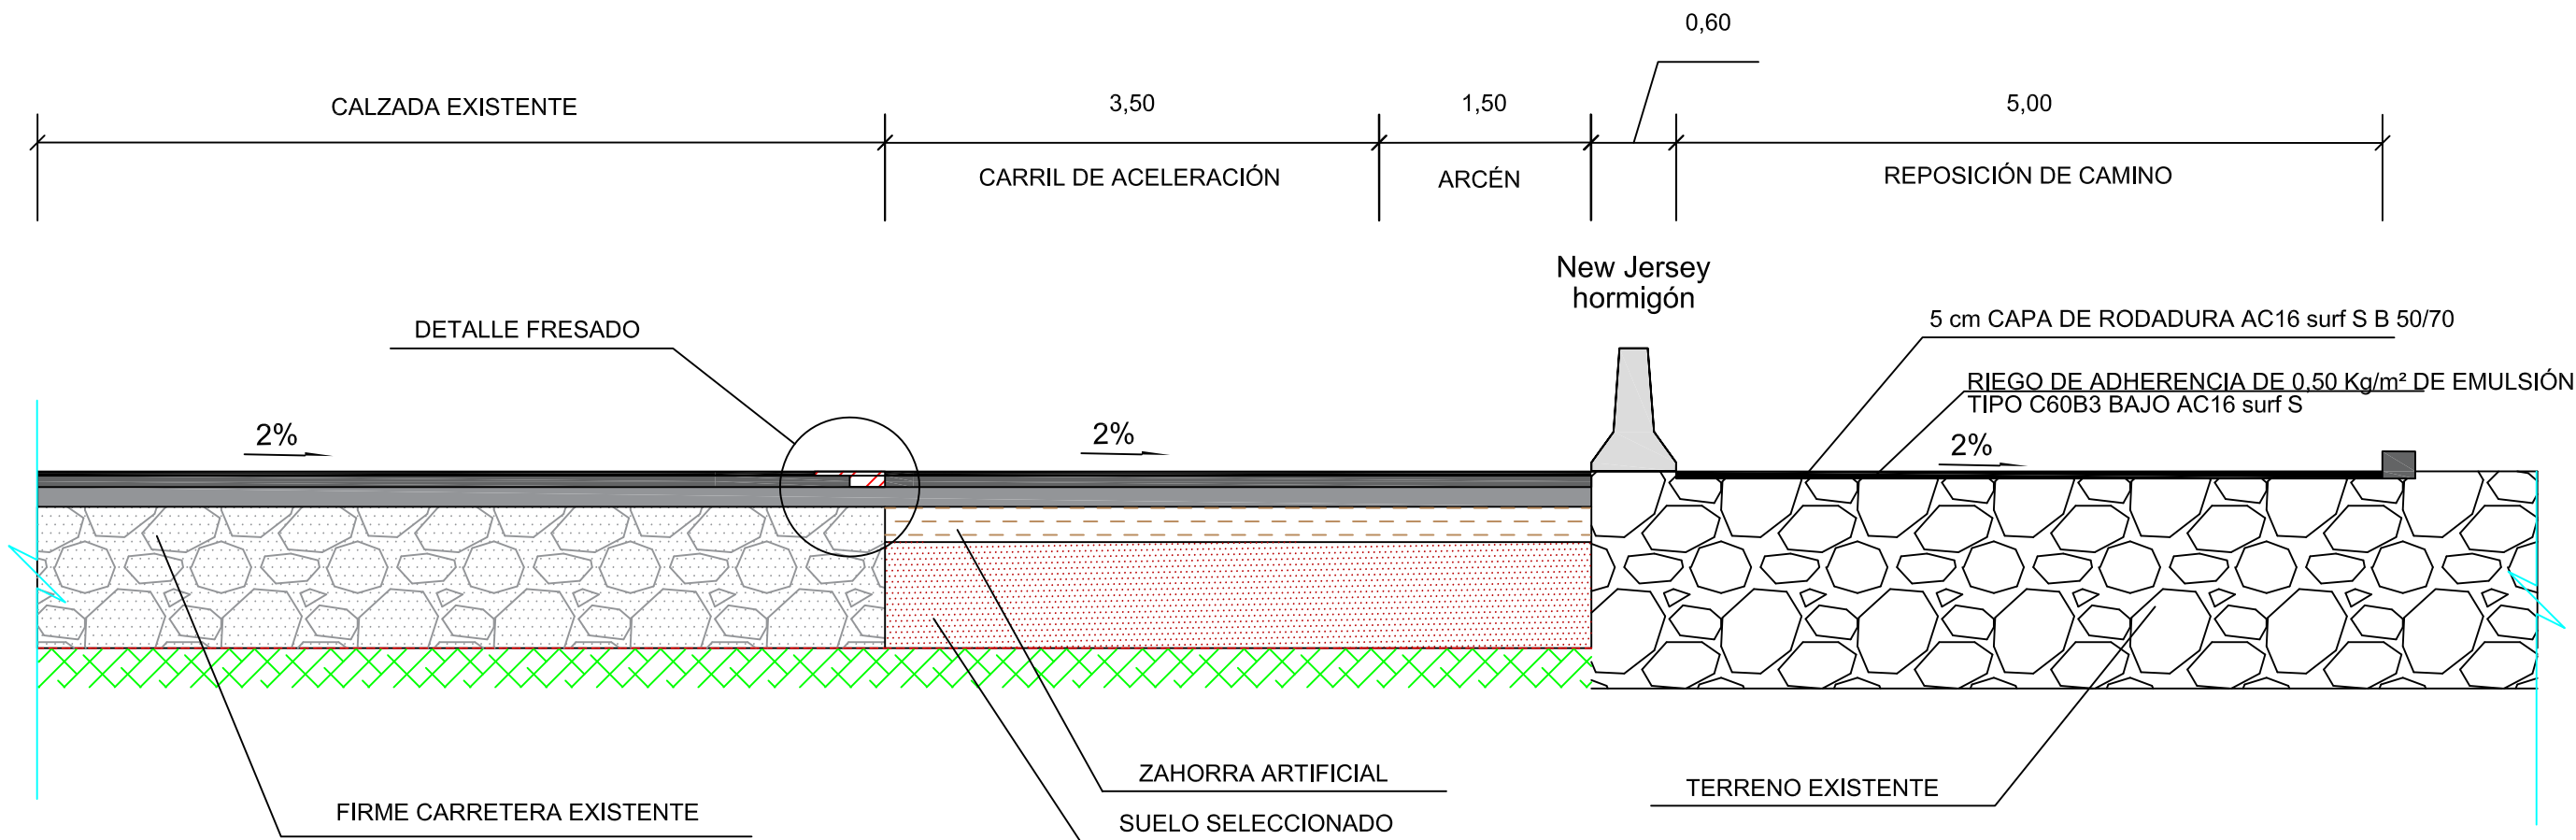 0,60
CALZADA EXISTENTE
3,50
1,50
5,00
CARRIL DE ACELERACIÓN
ARCÉN
REPOSICIÓN DE CAMINO
New Jersey
hormigón
DETALLE FRESADO
5 cm CAPA DE RODADURA AC16 surf S B 50/70
RIEGO DE ADHERENCIA DE 0,50 Kg/m² DE EMULSIÓN
TIPO C60B3 BAJO AC16 surf S
2%
2%
2%
ZAHORRA ARTIFICIAL
TERRENO EXISTENTE
FIRME CARRETERA EXISTENTE
SUELO SELECCIONADO